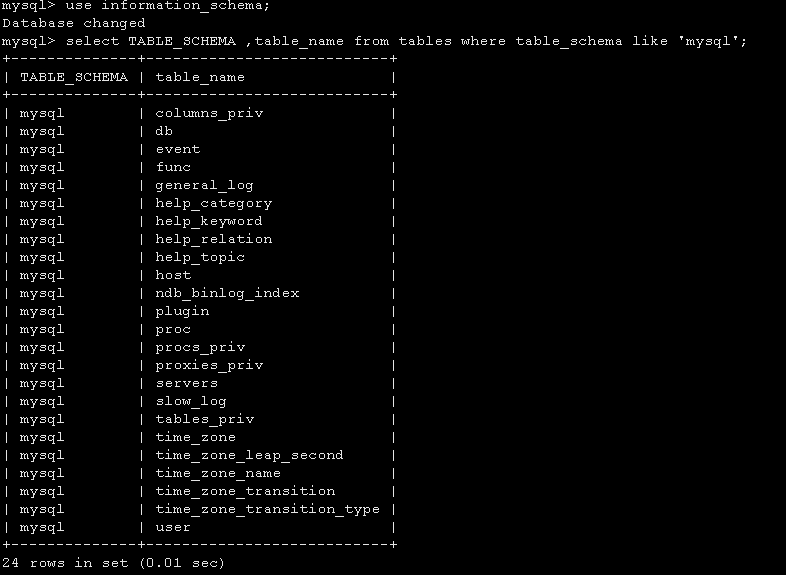 mysql> use information_schema;
Database changed
mysql> select TABLE_SCHEMA ,table_name from tables where table_schema like 'mysql';
+--------------+---------------------------+
| TABLE_SCHEMA | table_name                |
+--------------+---------------------------+
| mysql        | columns_priv              |
| mysql        | db                        |
| mysql        | event                     |
| mysql        | func                      |
| mysql        | general_log               |
| mysql        | help_category             |
| mysql        | help_keyword              |
| mysql        | help_relation             |
| mysql        | help_topic                |
| mysql        | host                      |
| mysql        | ndb_binlog_index          |
| mysql        | plugin                    |
| mysql        | proc                      |
| mysql        | procs_priv                |
| mysql        | proxies_priv              |
| mysql        | servers                   |
| mysql        | slow_log                  |
| mysql        | tables_priv               |
| mysql        | time_zone                 |
| mysql        | time_zone_leap_second     |
| mysql        | time_zone_name            |
| mysql        | time_zone_transition      |
| mysql        | time_zone_transition_type |
| mysql        | user                      |
+--------------+---------------------------+
24 rows in set (0.01 sec)